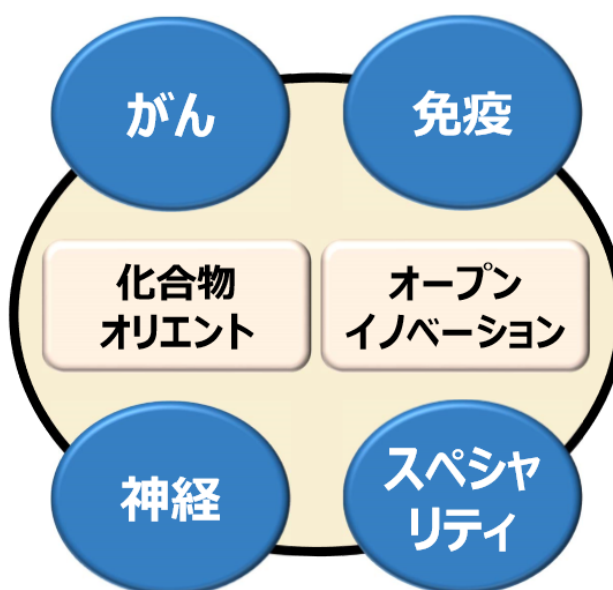 がん
免疫
化合物
オリエント
オープン
イノベーション
神経
スペシャ
リティ